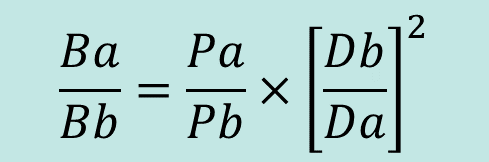 Ba/Bb = Pa/Pb × [Db/Da]²